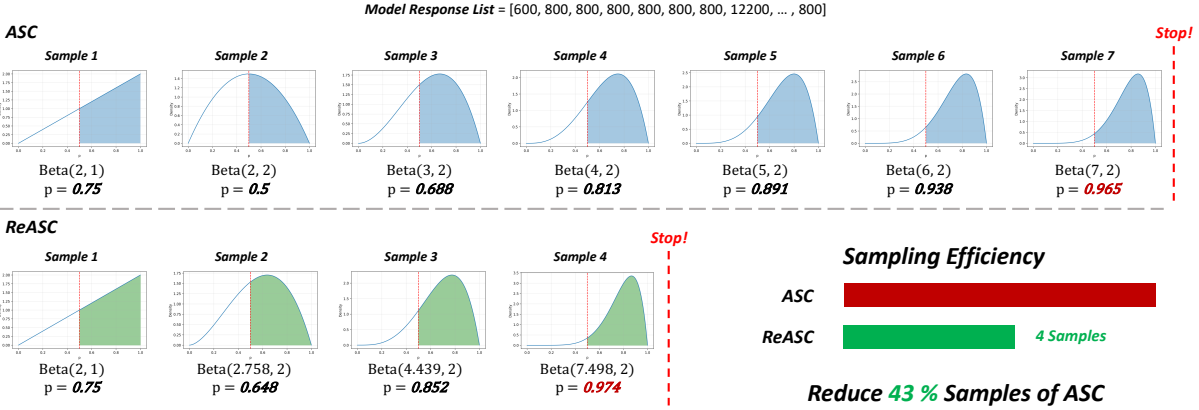 Model Response List = [600, 800, 800, 800, 800, 800, 800, 12200, ... , 800]
ASC
Stop!
Sample 1 Sample 2 Sample 3 Sample 4 Sample 5 Sample 6 Sample 7
Beta(2, 1) Beta(2, 2) Beta(3, 2) Beta(4, 2) Beta(5, 2) Beta(6, 2) Beta(7, 2)
p = 0.75 p = 0.5 p = 0.688 p = 0.813 p = 0.891 p = 0.938 p = 0.965
ReASC
Stop!
Sample 1 Sample 2 Sample 3 Sample 4
Beta(2, 1) Beta(2.758, 2) Beta(4.439, 2) Beta(7.498, 2)
p = 0.75 p = 0.648 p = 0.852 p = 0.974
Sampling Efficiency
ASC
ReASC 4 Samples
Reduce 43 % Samples of ASC